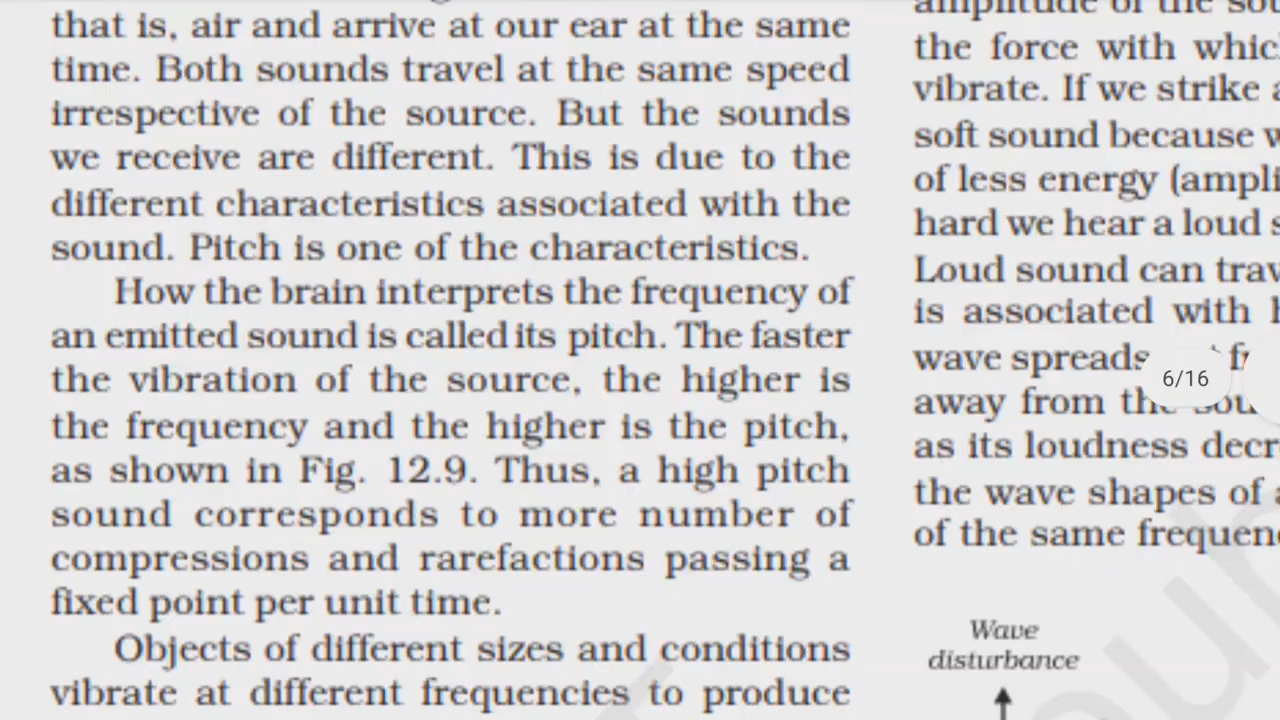 that is, air and arrive at our ear at the same
time. Both sounds travel at the same speed
irrespective of the source. But the sounds
we receive are different. This is due to the
different characteristics associated with the
sound. Pitch is one of the characteristics.
How the brain interprets the frequency of
an emitted sound is called its pitch. The faster
the vibration of the source, the higher is
the frequency and the higher is the pitch,
as shown in Fig. 12.9. Thus, a high pitch
sound corresponds to more number of
compressions and rarefactions passing a
fixed point per unit time.
Objects of different sizes and conditions
vibrate at different frequencies to produce
amplitude of the
the force with
vibrate. If we strike
soft sound because
of less energy
hard we hear a loud
Loud sound can
is associated with
wave spreads
away from the
as its loudness
the wave shapes of
of the same
6/16
Wave
disturbance